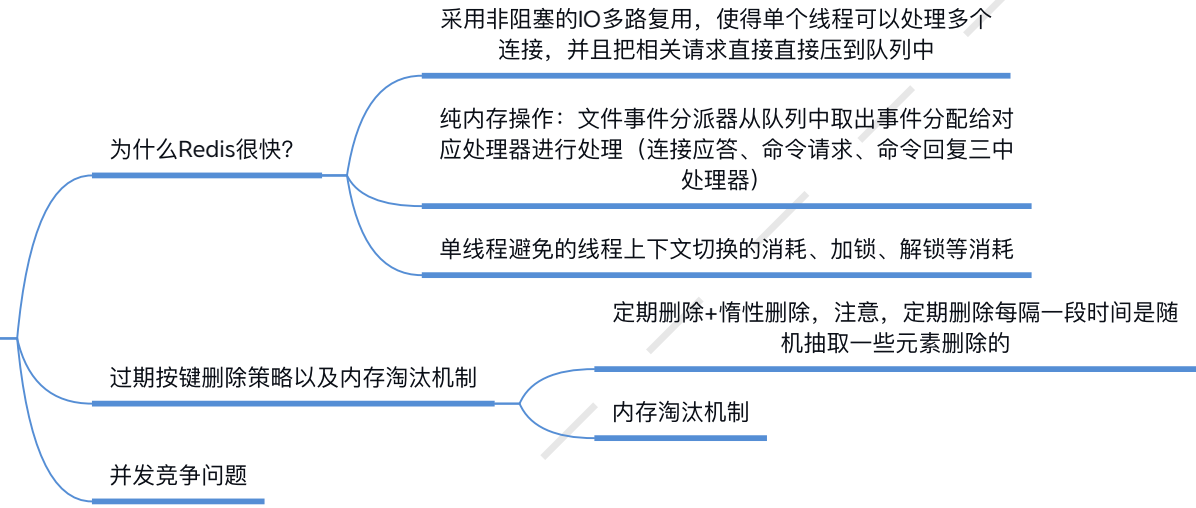 采用非阻塞的IO多路复用，使得单个线程可以处理多个
连接，并且把相关请求直接直接压到队列中
纯内存操作：文件事件分派器从队列中取出事件分配给对
应处理器进行处理（连接应答、命令请求、命令回复三中
处理器）
为什么Redis很快？
单线程避免的线程上下文切换的消耗、加锁、解锁等消耗
定期删除+惰性删除，注意，定期删除每隔一段时间是随
机抽取一些元素删除的
过期按键删除策略以及内存淘汰机制
内存淘汰机制
并发竞争问题